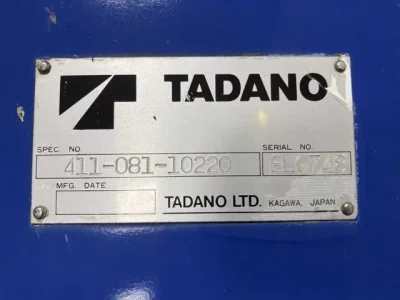 TADANO
SPEC. NO
SERIAL NO.
411-081-10220
MFG. DATE
TADANO LTD. KAGAWA, JAPAN